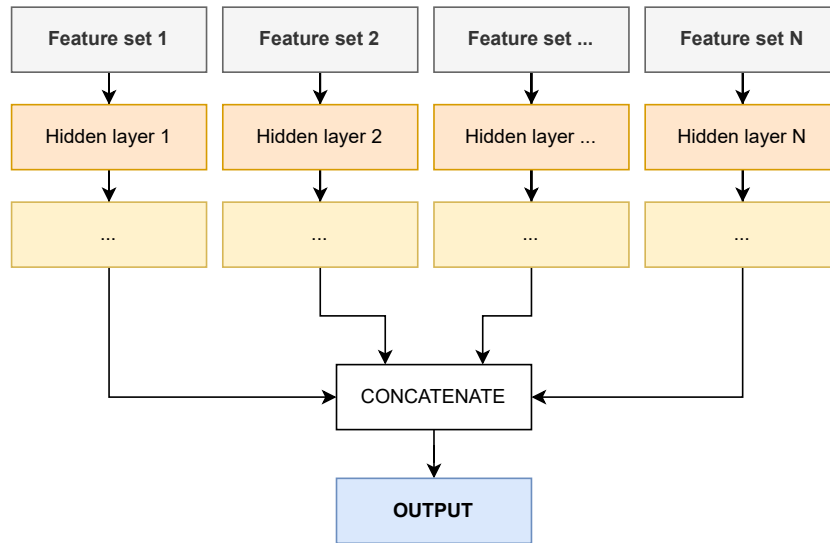 Feature set 1
Feature set 2
Feature set ...
Feature set N
Hidden layer 1
Hidden layer 2
Hidden layer ...
Hidden layer N
...
...
...
...
CONCATENATE
OUTPUT